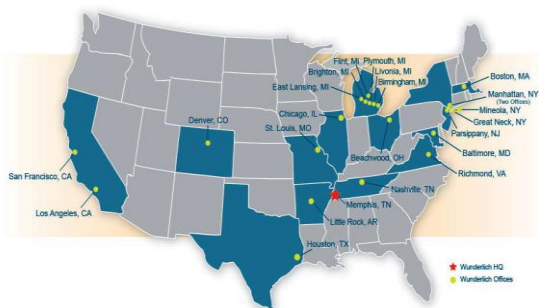 Flint, MI
Plymouth, MI
Brighton, MI
Livonia, MI
Birmingham, MI
East Lansing, MI
Boston, MA
Manhattan, NY
(Two Offices)
Mineola, NY
Great Neck, NY
Parsippany, NJ
Chicago, IL
Denver, CO
St. Louis, MO
Beachwood, OH
Baltimore, MD
San Francisco, CA
Richmond, VA
Nashville, TN
Los Angeles, CA
Memphis, TN
Little Rock, AR
Houston, TX
Wunderlich HQ
Wunderlich Offices